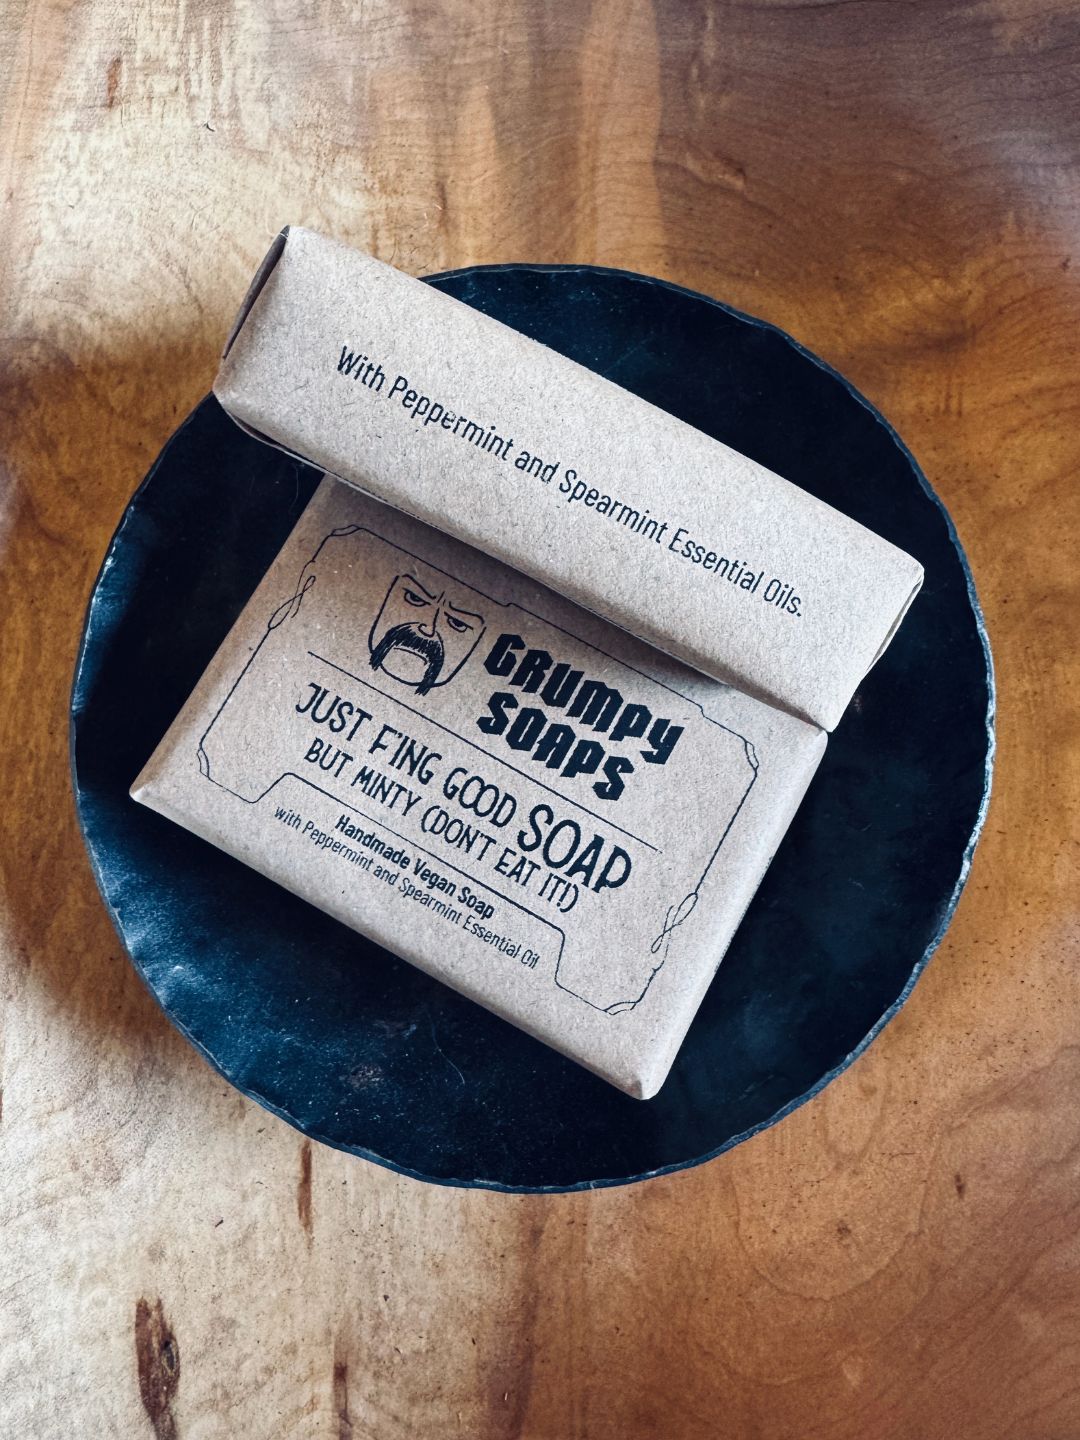 With Peppermint and Spearmint Essential Oils.
GRUMPY
SOAPS
JUST F'ING GOOD SOAP
BUT MINTY (DON'T EAT IT!)
Handmade Vegan Soap
with Peppermint and Spearmint Essential Oil